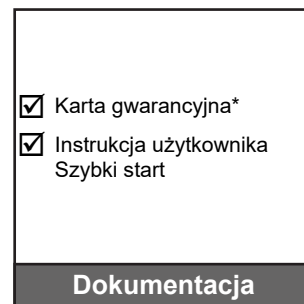 Karta gwarancyjna*
Instrukcja użytkownika
Szybki start
Dokumentacja